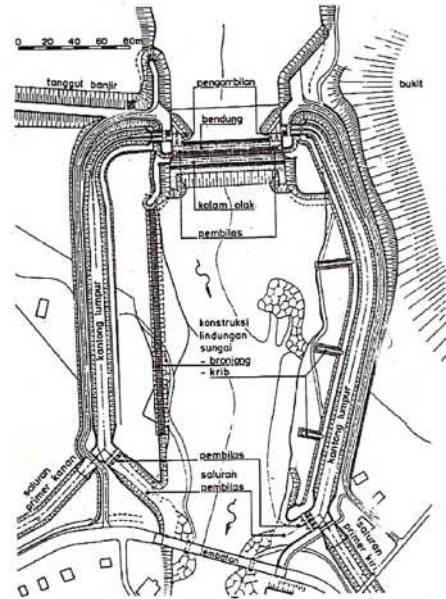 0 20 40 60 80m
tanggul banjir
pengambilan
bendung
bukit
kolam olak
pembilas
kantong lumpur
konstruksi
lindungan
sungai
- bronjong
- krib
kantong lumpur
pembilas
saluran
pembilas
saluran
primer kanan
saluran
primer kiri
jembatan